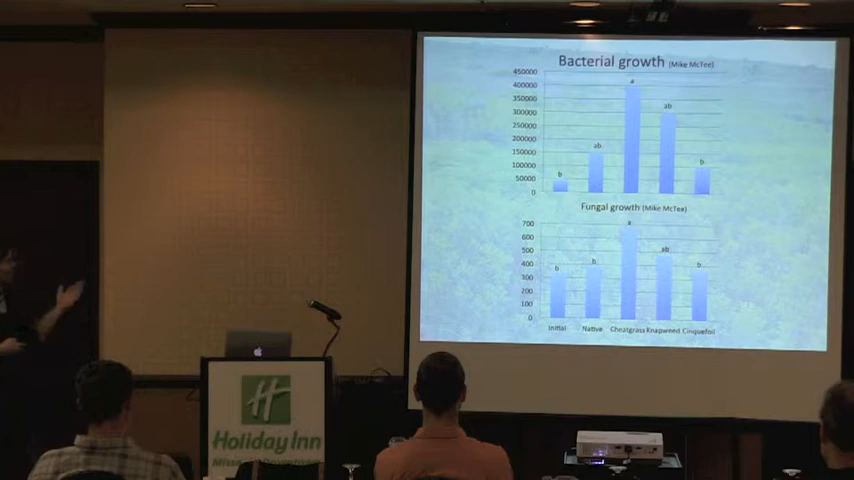 Bacterial growth (Mike McTee)
450000
400000
350000
300000
250000
200000
150000
100000
50000
0
b
ab
a
ab
b
Fungal growth (Mike McTee)
700
600
500
400
300
200
100
0
b
b
a
ab
b
Initial Native Cheatgrass Knapweed Cinquefoil
H
Holiday Inn